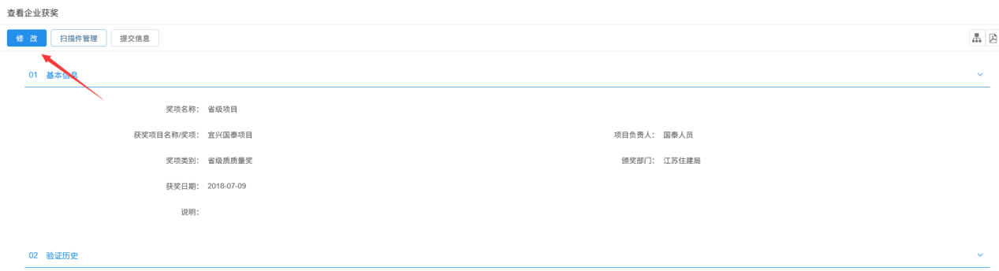 查看企业获奖
修 改 扫描件管理 提交信息
01 基本信息
奖项名称： 省级项目
获奖项目名称/奖项： 宜兴国泰项目 项目负责人： 国泰人员
奖项类别： 省级质质量奖 颁奖部门： 江苏住建局
获奖日期： 2018-07-09
说明：
02 验证历史